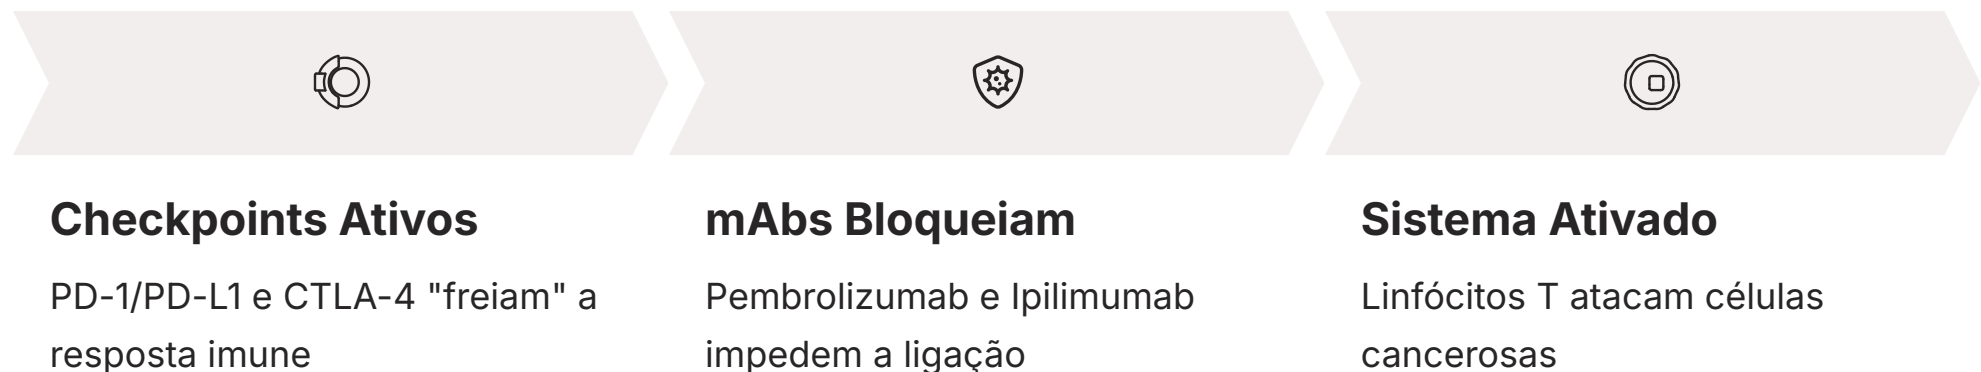 Checkpoints Ativos
PD-1/PD-L1 e CTLA-4 "freiam" a
resposta imune
mAbs Bloqueiam
Pembrolizumab e Ipilimumab
impedem a ligação
Sistema Ativado
Linfócitos T atacam células
cancerosas